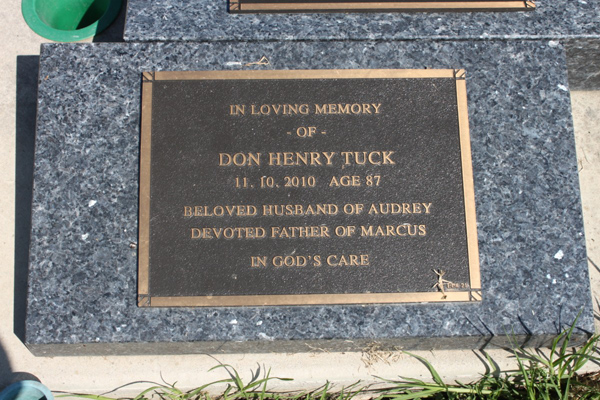 IN LOVING MEMORY
- OF -
DON HENRY TUCK
11. 10. 2010 AGE 87
BELOVED HUSBAND OF AUDREY
DEVOTED FATHER OF MARCUS
IN GOD'S CARE